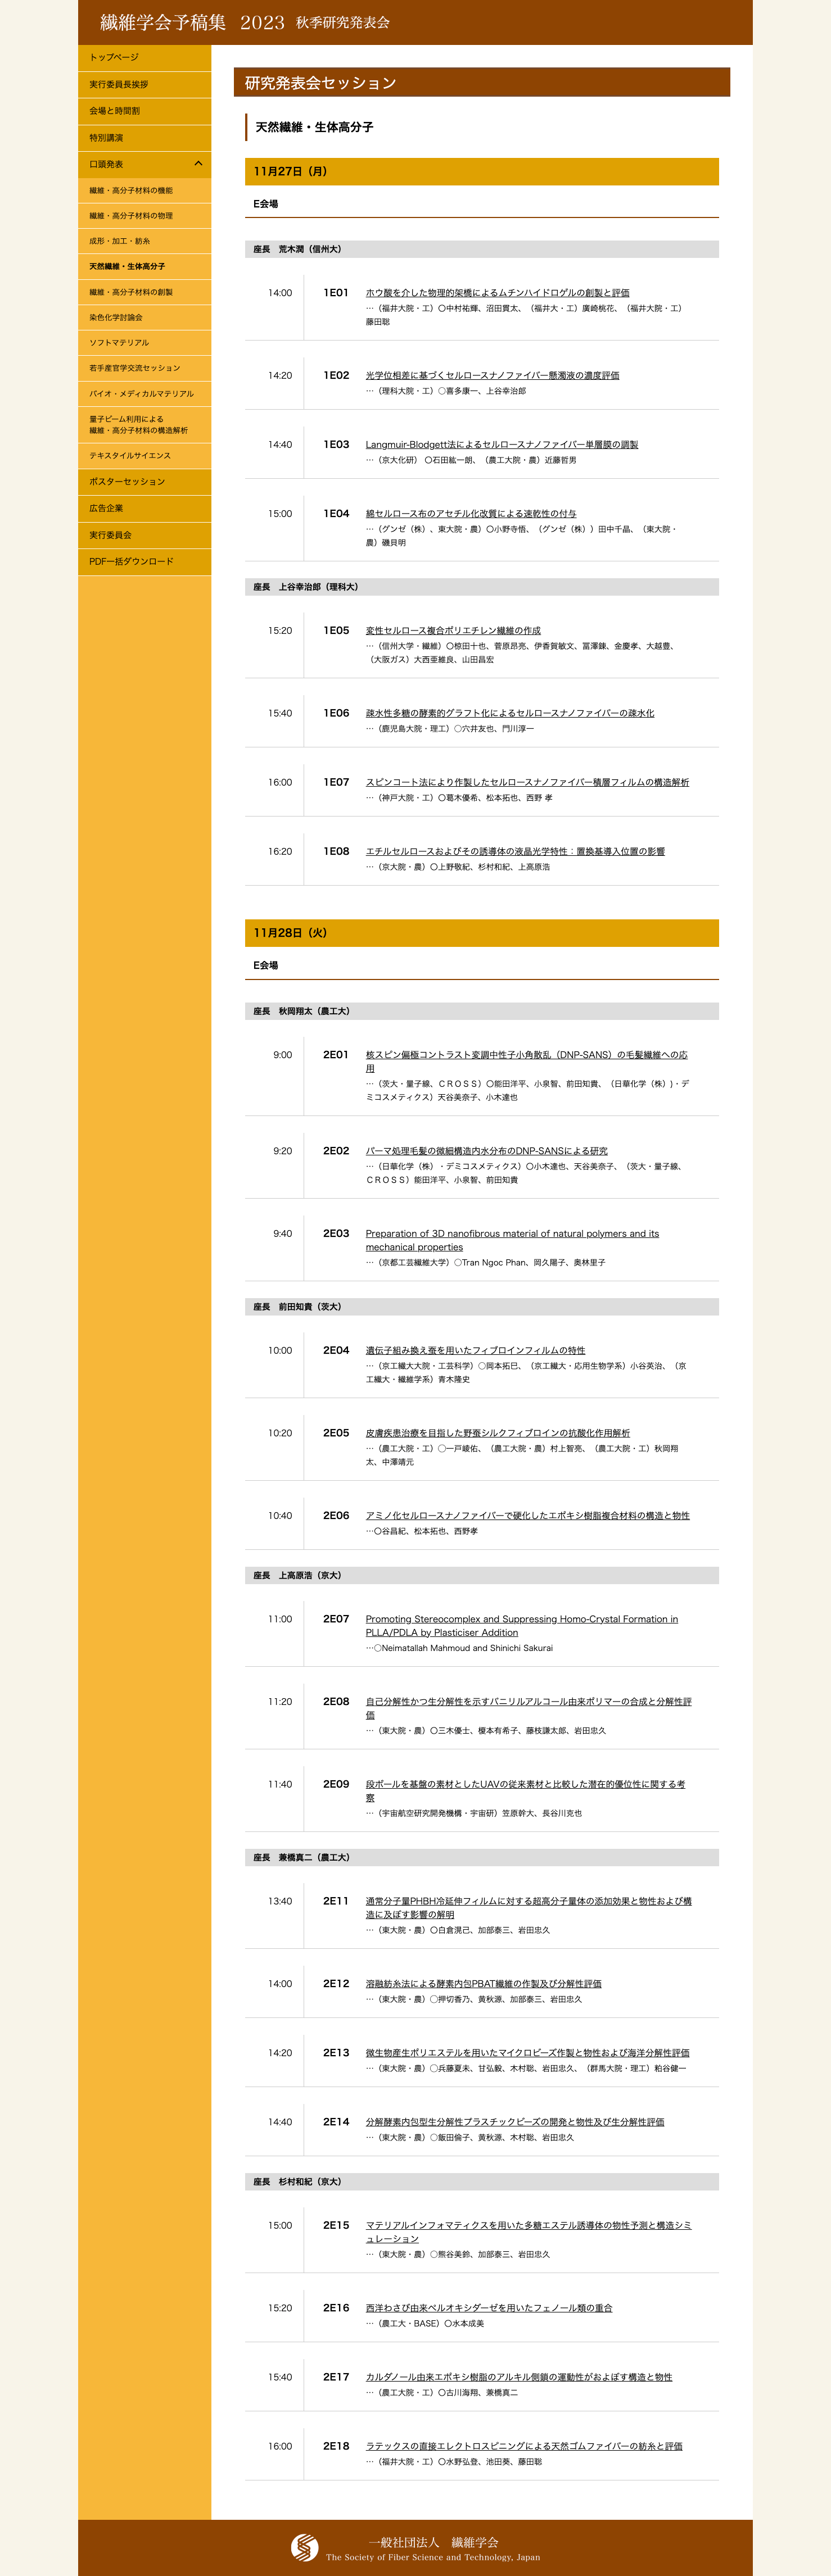 繊維学会予稿集 2023 秋季研究発表会
トップページ
実行委員長挨拶
会場と時間割
特別講演
口頭発表
繊維・高分子材料の機能
繊維・高分子材料の物理
成形・加工・紡糸
天然繊維・生体高分子
繊維・高分子材料の創製
染色化学討論会
ソフトマテリアル
若手産官学交流セッション
バイオ・メディカルマテリアル
量子ビーム利用による
繊維・高分子材料の構造解析
テキスタイルサイエンス
ポスターセッション
広告企業
実行委員会
PDF一括ダウンロード
研究発表会セッション
天然繊維・生体高分子
11月27日（月）
E会場
座長 荒木潤（信州大）
14:00 1E01 ホウ酸を介した物理的架橋によるムチンハイドロゲルの創製と評価
…（福井大院・工）〇中村祐輝、沼田貫太、（福井大・工）廣崎桃花、（福井大院・工）
藤田聡
14:20 1E02 光学位相差に基づくセルロースナノファイバー懸濁液の濃度評価
…（理科大院・工）○喜多康一、上谷幸治郎
14:40 1E03 Langmuir-Blodgett法によるセルロースナノファイバー単層膜の調製
…（京大化研） 〇石田紘一朗、（農工大院・農）近藤哲男
15:00 1E04 綿セルロース布のアセチル化改質による速乾性の付与
…（グンゼ（株）、東大院・農）〇小野寺悟、（グンゼ（株））田中千晶、（東大院・
農）磯貝明
座長 上谷幸治郎（理科大）
15:20 1E05 変性セルロース複合ポリエチレン繊維の作成
…（信州大学・繊維）〇椋田十也、菅原昂亮、伊香賀敏文、冨澤錬、金慶孝、大越豊、
（大阪ガス）大西亜維良、山田昌宏
15:40 1E06 疎水性多糖の酵素的グラフト化によるセルロースナノファイバーの疎水化
…（鹿児島大院・理工）○穴井友也、門川淳一
16:00 1E07 スピンコート法により作製したセルロースナノファイバー積層フィルムの構造解析
…（神戸大院・工）〇葛木優希、松本拓也、西野 孝
16:20 1E08 エチルセルロースおよびその誘導体の液晶光学特性：置換基導入位置の影響
…（京大院・農）〇上野敬紀、杉村和紀、上高原浩
11月28日（火）
E会場
座長 秋岡翔太（農工大）
9:00 2E01 核スピン偏極コントラスト変調中性子小角散乱（DNP-SANS）の毛髪繊維への応
用
…（茨大・量子線、ＣＲＯＳＳ）〇能田洋平、小泉智、前田知貴、（日華化学（株）)・デ
ミコスメティクス）天谷美奈子、小木達也
9:20 2E02 パーマ処理毛髪の微細構造内水分布のDNP-SANSによる研究
…（日華化学（株）・デミコスメティクス）〇小木達也、天谷美奈子、（茨大・量子線、
ＣＲＯＳＳ）能田洋平、小泉智、前田知貴
9:40 2E03 Preparation of 3D nanofibrous material of natural polymers and its
mechanical properties
…（京都工芸繊維大学）○Tran Ngoc Phan、岡久陽子、奥林里子
座長 前田知貴（茨大）
10:00 2E04 遺伝子組み換え蚕を用いたフィブロインフィルムの特性
…（京工繊大大院・工芸科学）○岡本拓巳、（京工繊大・応用生物学系）小谷英治、（京
工繊大・繊維学系）青木隆史
10:20 2E05 皮膚疾患治療を目指した野蚕シルクフィブロインの抗酸化作用解析
…（農工大院・工）◯一戸崚佑、（農工大院・農）村上智亮、（農工大院・工）秋岡翔
太、中澤靖元
10:40 2E06 アミノ化セルロースナノファイバーで硬化したエポキシ樹脂複合材料の構造と物性
…〇谷昌紀、松本拓也、西野孝
座長 上高原浩（京大）
11:00 2E07 Promoting Stereocomplex and Suppressing Homo-Crystal Formation in
PLLA/PDLA by Plasticiser Addition
…○Neimatallah Mahmoud and Shinichi Sakurai
11:20 2E08 自己分解性かつ生分解性を示すバニリルアルコール由来ポリマーの合成と分解性評
価
…（東大院・農）〇三木優士、榎本有希子、藤枝謙太郎、岩田忠久
11:40 2E09 段ボールを基盤の素材としたUAVの従来素材と比較した潜在的優位性に関する考
察
…（宇宙航空研究開発機構・宇宙研）笠原幹大、長谷川克也
座長 兼橋真二（農工大）
13:40 2E11 通常分子量PHBH冷延伸フィルムに対する超高分子量体の添加効果と物性および構
造に及ぼす影響の解明
…（東大院・農）〇白倉滉己、加部泰三、岩田忠久
14:00 2E12 溶融紡糸法による酵素内包PBAT繊維の作製及び分解性評価
…（東大院・農）◯押切香乃、黄秋源、加部泰三、岩田忠久
14:20 2E13 微生物産生ポリエステルを用いたマイクロビーズ作製と物性および海洋分解性評価
…（東大院・農）◯兵藤夏未、甘弘毅、木村聡、岩田忠久、（群馬大院・理工）粕谷健一
14:40 2E14 分解酵素内包型生分解性プラスチックビーズの開発と物性及び生分解性評価
…（東大院・農）○飯田倫子、黄秋源、木村聡、岩田忠久
座長 杉村和紀（京大）
15:00 2E15 マテリアルインフォマティクスを用いた多糖エステル誘導体の物性予測と構造シミ
ュレーション
…（東大院・農）○熊谷美鈴、加部泰三、岩田忠久
15:20 2E16 西洋わさび由来ペルオキシダーゼを用いたフェノール類の重合
…（農工大・BASE）〇水本成美
15:40 2E17 カルダノール由来エポキシ樹脂のアルキル側鎖の運動性がおよぼす構造と物性
…（農工大院・工）〇古川海翔、兼橋真二
16:00 2E18 ラテックスの直接エレクトロスピニングによる天然ゴムファイバーの紡糸と評価
…（福井大院・工）〇水野弘登、池田葵、藤田聡
一般社団法人 繊維学会
The Society of Fiber Science and Technology, Japan